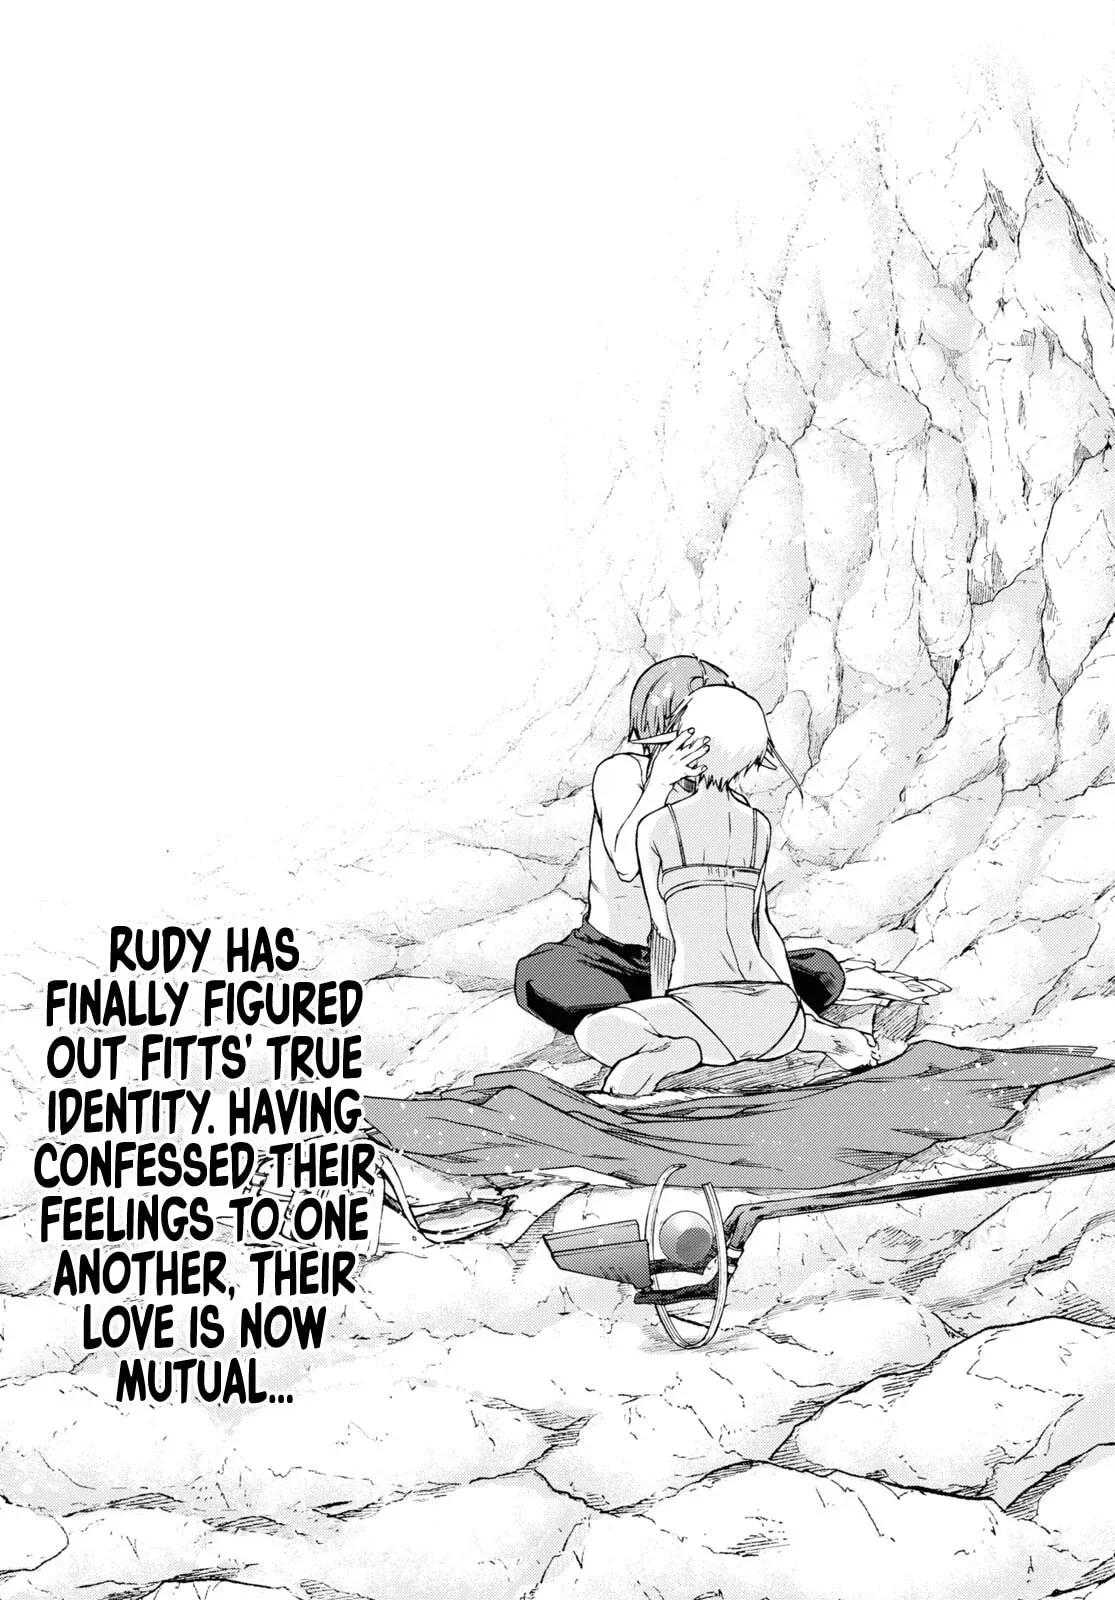 RUDY HAS
FINALLY FIGURED
OUT FITTS' TRUE
IDENTITY. HAVING
CONFESSED THEIR
FEELINGS TO ONE
ANOTHER, THEIR
LOVE IS NOW
MUTUAL...